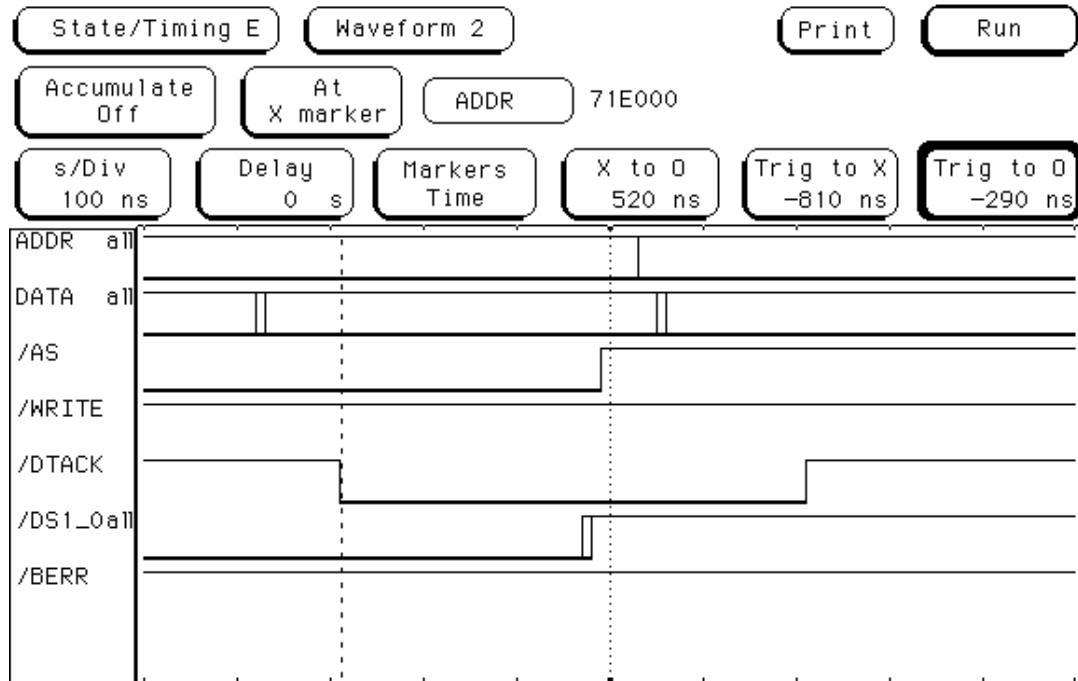 State/Timing E Waveform 2 Print Run
Accumulate Off At X marker ADDR 71E000
s/Div 100 ns Delay 0 s Markers Time X to O 520 ns Trig to X -810 ns Trig to O -290 ns
ADDR all
DATA all
/AS
/WRITE
/DTACK
/DS1_0all
/BERR